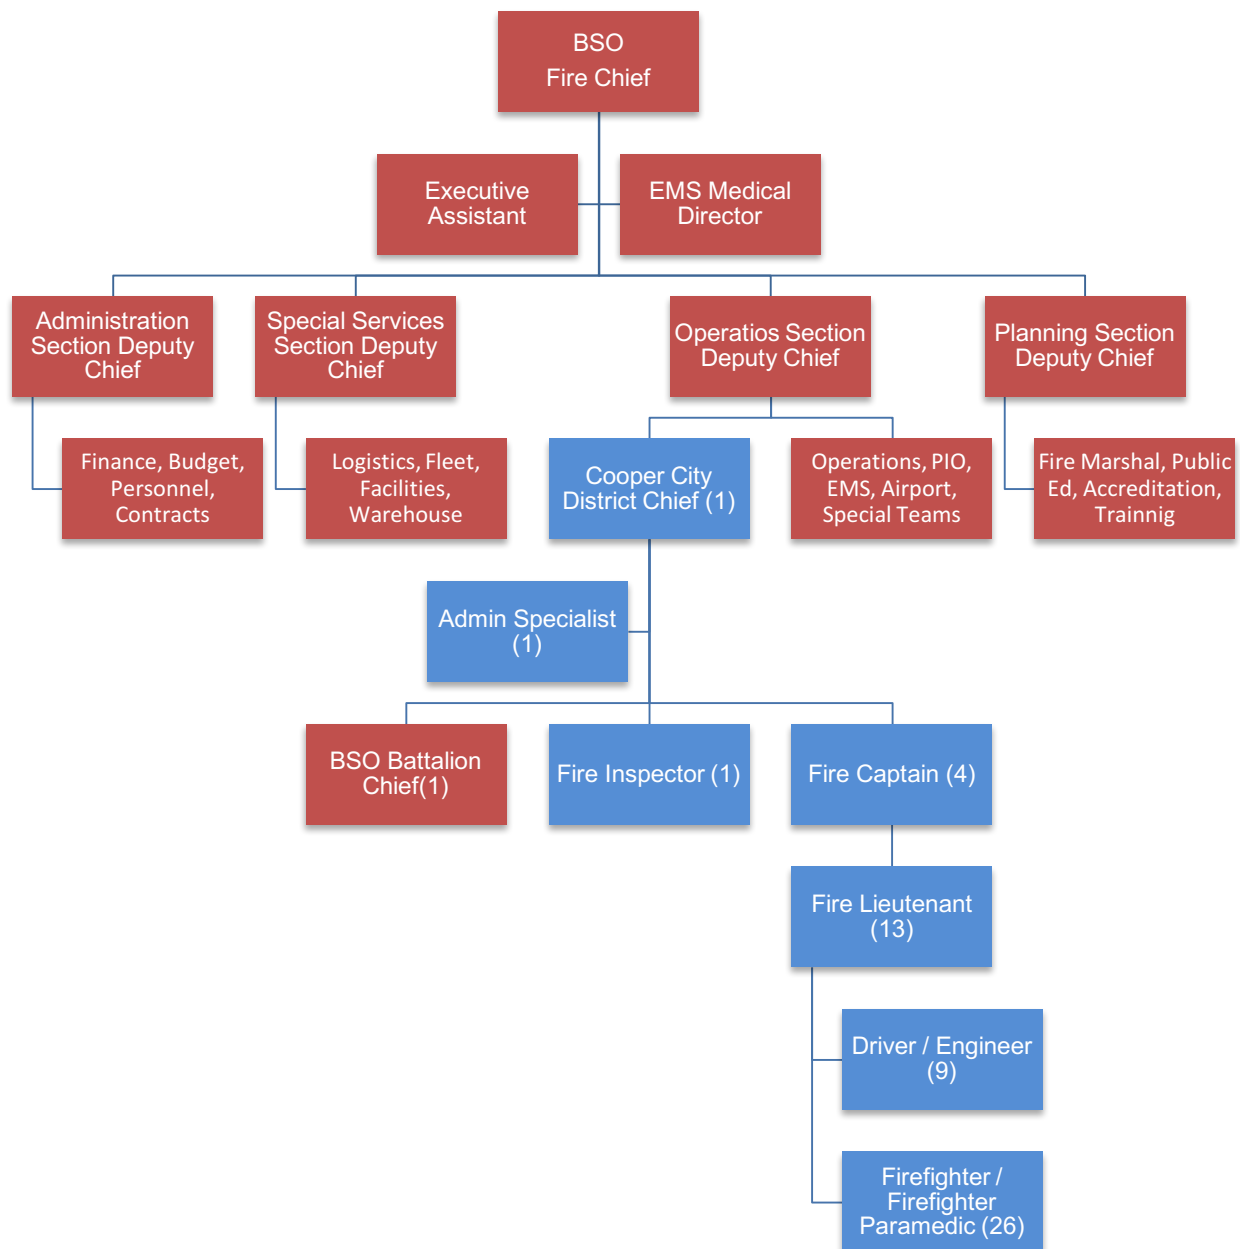 BSO
Fire Chief
Executive
Assistant
EMS Medical
Director
Administration
Section Deputy
Chief
Special Services
Section Deputy
Chief
Operatios Section
Deputy Chief
Planning Section
Deputy Chief
Finance, Budget,
Personnel,
Contracts
Logistics, Fleet,
Facilities,
Warehouse
Cooper City
District Chief (1)
Operations, PIO,
EMS, Airport,
Special Teams
Fire Marshal, Public
Ed, Accreditation,
Trainnig
Admin Specialist
(1)
BSO Battalion
Chief(1)
Fire Inspector (1)
Fire Captain (4)
Fire Lieutenant
(13)
Driver / Engineer
(9)
Firefighter /
Firefighter
Paramedic (26)